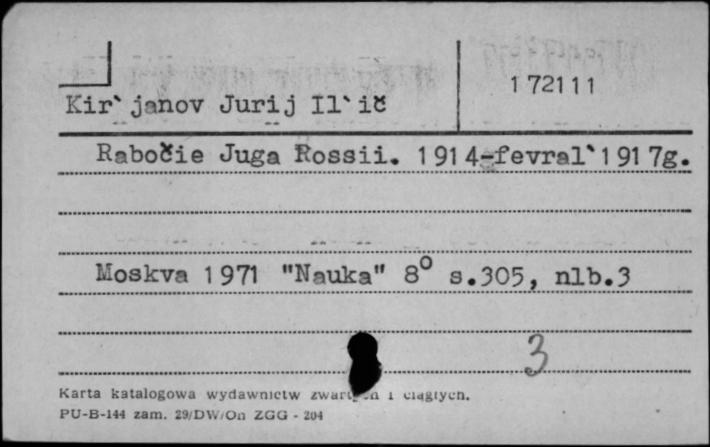 172111
Kir`janov Jurij Il`ič
Rabočie Juga Rossii. 1914-fevral`1917g.
Moskva 1971 "Nauka" 8° s.305, nlb.3
3
Karta katalogowa wydawnictw zwartych i ciągłych.
PU-B-144 zam. 29/DW/On ZGG - 204